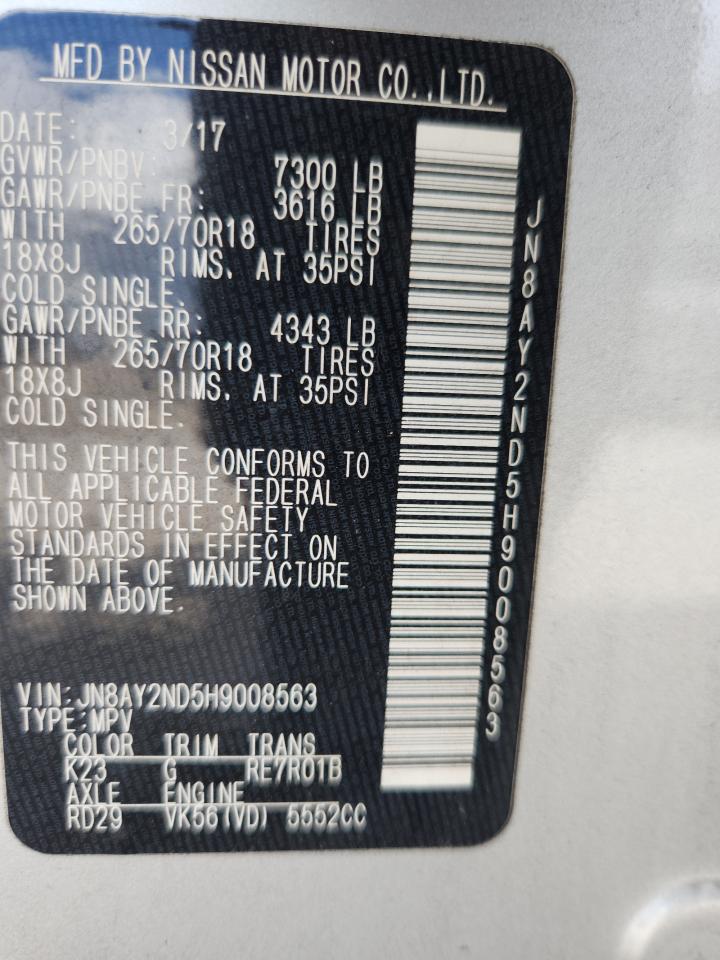 MFD BY NISSAN MOTOR CO.,LTD.
DATE: 3/17
GVWR/PNBV: 7300 LB
GAWR/PNBE FR: 3616 LB
WITH 265/70R18 TIRES
18X8J RIMS. AT 35PSI
COLD SINGLE.
GAWR/PNBE RR: 4343 LB
WITH 265/70R18 TIRES
18X8J RIMS. AT 35PSI
COLD SINGLE.
THIS VEHICLE CONFORMS TO
ALL APPLICABLE FEDERAL
MOTOR VEHICLE SAFETY
STANDARDS IN EFFECT ON
THE DATE OF MANUFACTURE
SHOWN ABOVE.
VIN:JN8AY2ND5H9008563
TYPE:MPV
COLOR TRIM TRANS
K23 G RE7R01B
AXLE ENGINE
RD29 VK56(VD) 5552CC
JN8AY2ND5H9008563